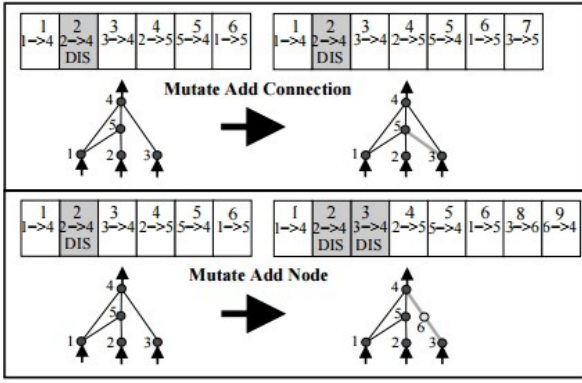 1 2 3 4 5 6 1 2 3 4 5 6 7
1->4 2->4 3->4 2->5 5->4 1->5 1->4 2->4 3->4 2->5 5->4 1->5 3->5
DIS DIS
Mutate Add Connection
4 4
5 5
1 2 3 1 2 3
1 2 3 4 5 6 1 2 3 4 5 6 8 9
1->4 2->4 3->4 2->5 5->4 1->5 1->4 2->4 3->4 2->5 5->4 1->5 3->6 6->4
DIS DIS DIS
Mutate Add Node
4 4
5 5 6
1 2 3 1 2 3